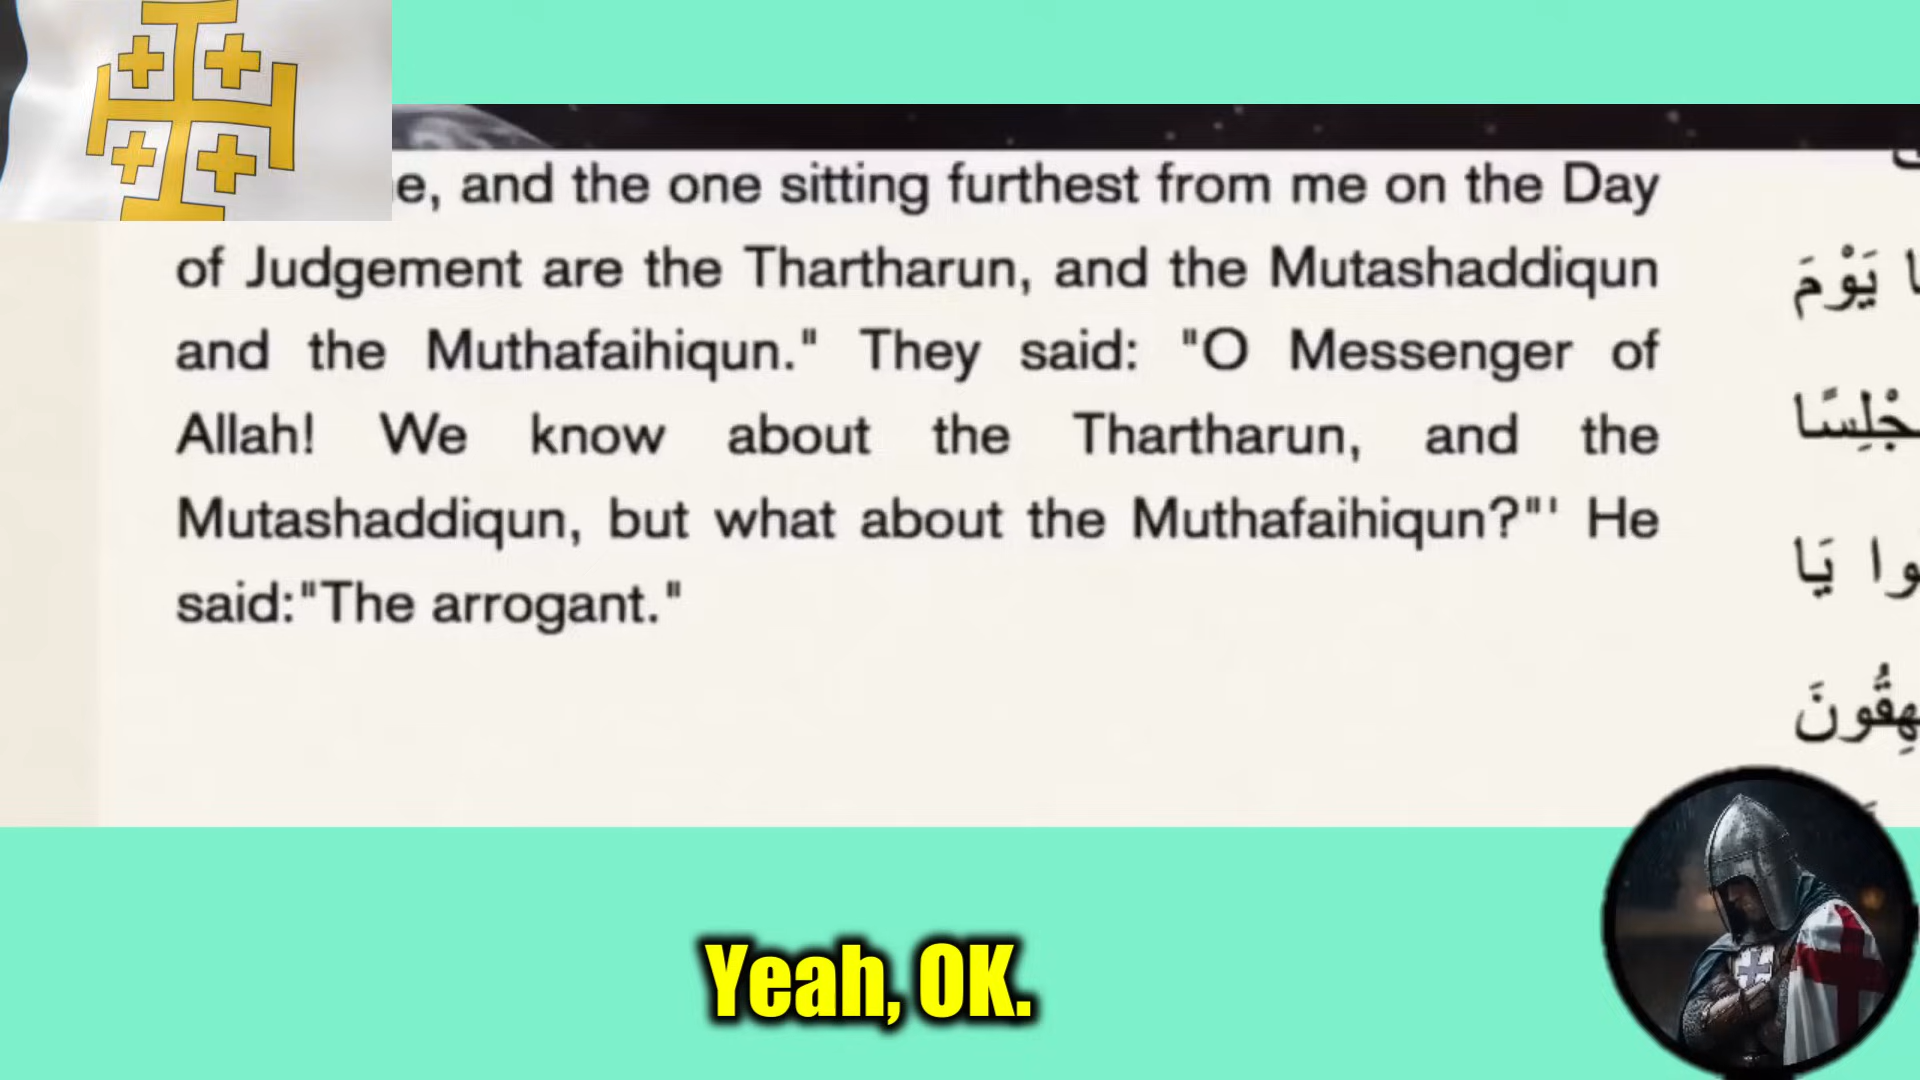 e, and the one sitting furthest from me on the Day
of Judgement are the Thartharun, and the Mutashaddiqun
and the Muthafaihiqun." They said: "O Messenger of
Allah! We know about the Thartharun, and the
Mutashaddiqun, but what about the Muthafaihiqun?"' He
said:"The arrogant."
يَوْمَ
يَا
Yeah, OK.